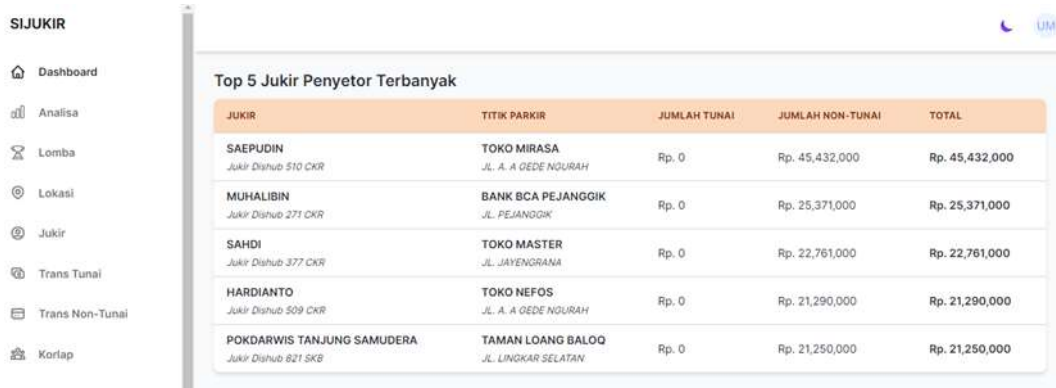 SIJUKIR
UM
Dashboard
Analisa
Lomba
Lokasi
Jukir
Trans Tunai
Trans Non-Tunai
Korlap
Top 5 Jukir Penyetor Terbanyak
JUKIR TITIK PARKIR JUMLAH TUNAI JUMLAH NON-TUNAI TOTAL
SAEPUDIN TOKO MIRASA Rp. 0 Rp. 45,432,000 Rp. 45,432,000
Jukir Dishub 510 CKR JL. A. A GEDE NGURAH
MUHALIBIN BANK BCA PEJANGGIK Rp. 0 Rp. 25,371,000 Rp. 25,371,000
Jukir Dishub 271 CKR JL. PEJANGGIK
SAHDI TOKO MASTER Rp. 0 Rp. 22,761,000 Rp. 22,761,000
Jukir Dishub 377 CKR JL. JAYENGRANA
HARDIANTO TOKO NEFOS Rp. 0 Rp. 21,290,000 Rp. 21,290,000
Jukir Dishub 509 CKR JL. A. A GEDE NGURAH
POKDARWIS TANJUNG SAMUDERA TAMAN LOANG BALOQ Rp. 0 Rp. 21,250,000 Rp. 21,250,000
Jukir Dishub 821 SKB JL. LINGKAR SELATAN